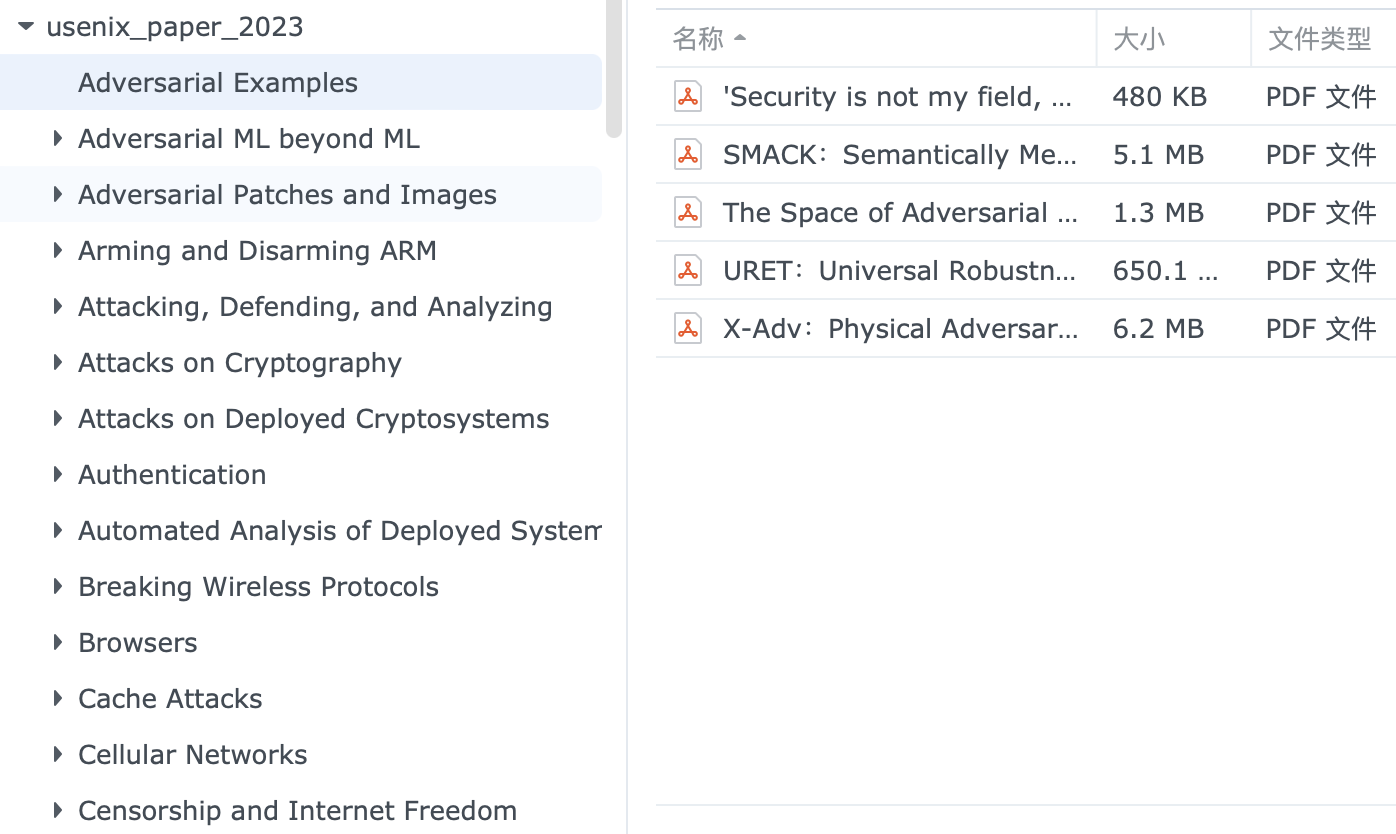 usenix_paper_2023
Adversarial Examples
Adversarial ML beyond ML
Adversarial Patches and Images
Arming and Disarming ARM
Attacking, Defending, and Analyzing
Attacks on Cryptography
Attacks on Deployed Cryptosystems
Authentication
Automated Analysis of Deployed System
Breaking Wireless Protocols
Browsers
Cache Attacks
Cellular Networks
Censorship and Internet Freedom
名称 大小 文件类型
'Security is not my field, ... 480 KB PDF 文件
SMACK：Semantically Me... 5.1 MB PDF 文件
The Space of Adversarial ... 1.3 MB PDF 文件
URET：Universal Robustn... 650.1 ... PDF 文件
X-Adv：Physical Adversar... 6.2 MB PDF 文件